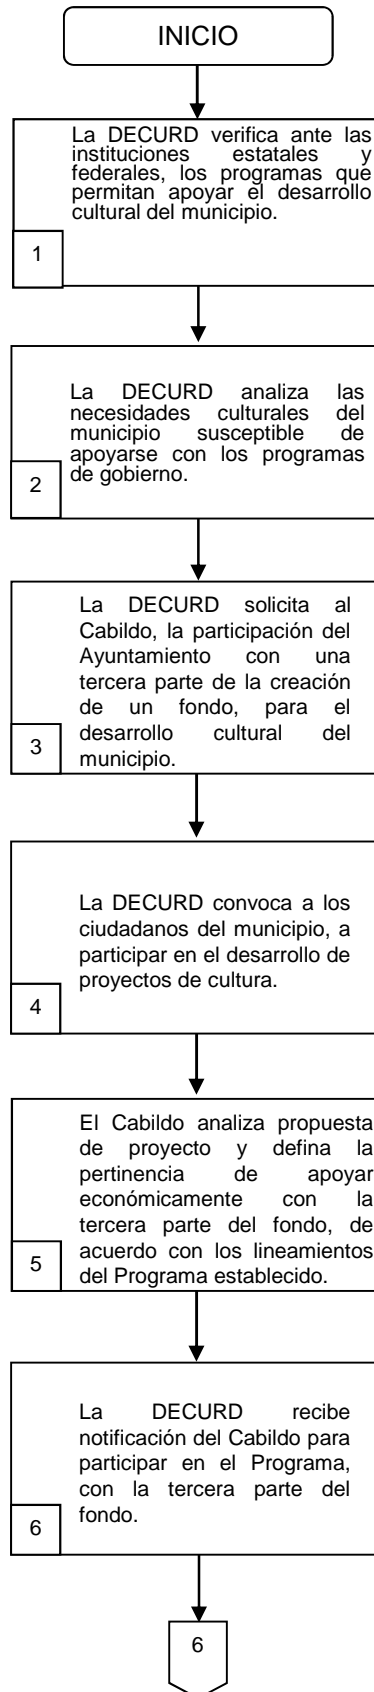 INICIO
La DECURD verifica ante las
instituciones estatales y
federales, los programas que
permitan apoyar el desarrollo
cultural del municipio.
1
La DECURD analiza las
necesidades culturales del
municipio susceptible de
apoyarse con los programas
de gobierno.
2
La DECURD solicita al
Cabildo, la participación del
Ayuntamiento con una
tercera parte de la creación
de un fondo, para el
desarrollo cultural del
municipio.
3
La DECURD convoca a los
ciudadanos del municipio, a
participar en el desarrollo de
proyectos de cultura.
4
El Cabildo analiza propuesta
de proyecto y defina la
pertinencia de apoyar
económicamente con la
tercera parte del fondo, de
acuerdo con los lineamientos
del Programa establecido.
5
La DECURD recibe
notificación del Cabildo para
participar en el Programa,
con la tercera parte del
fondo.
6
6